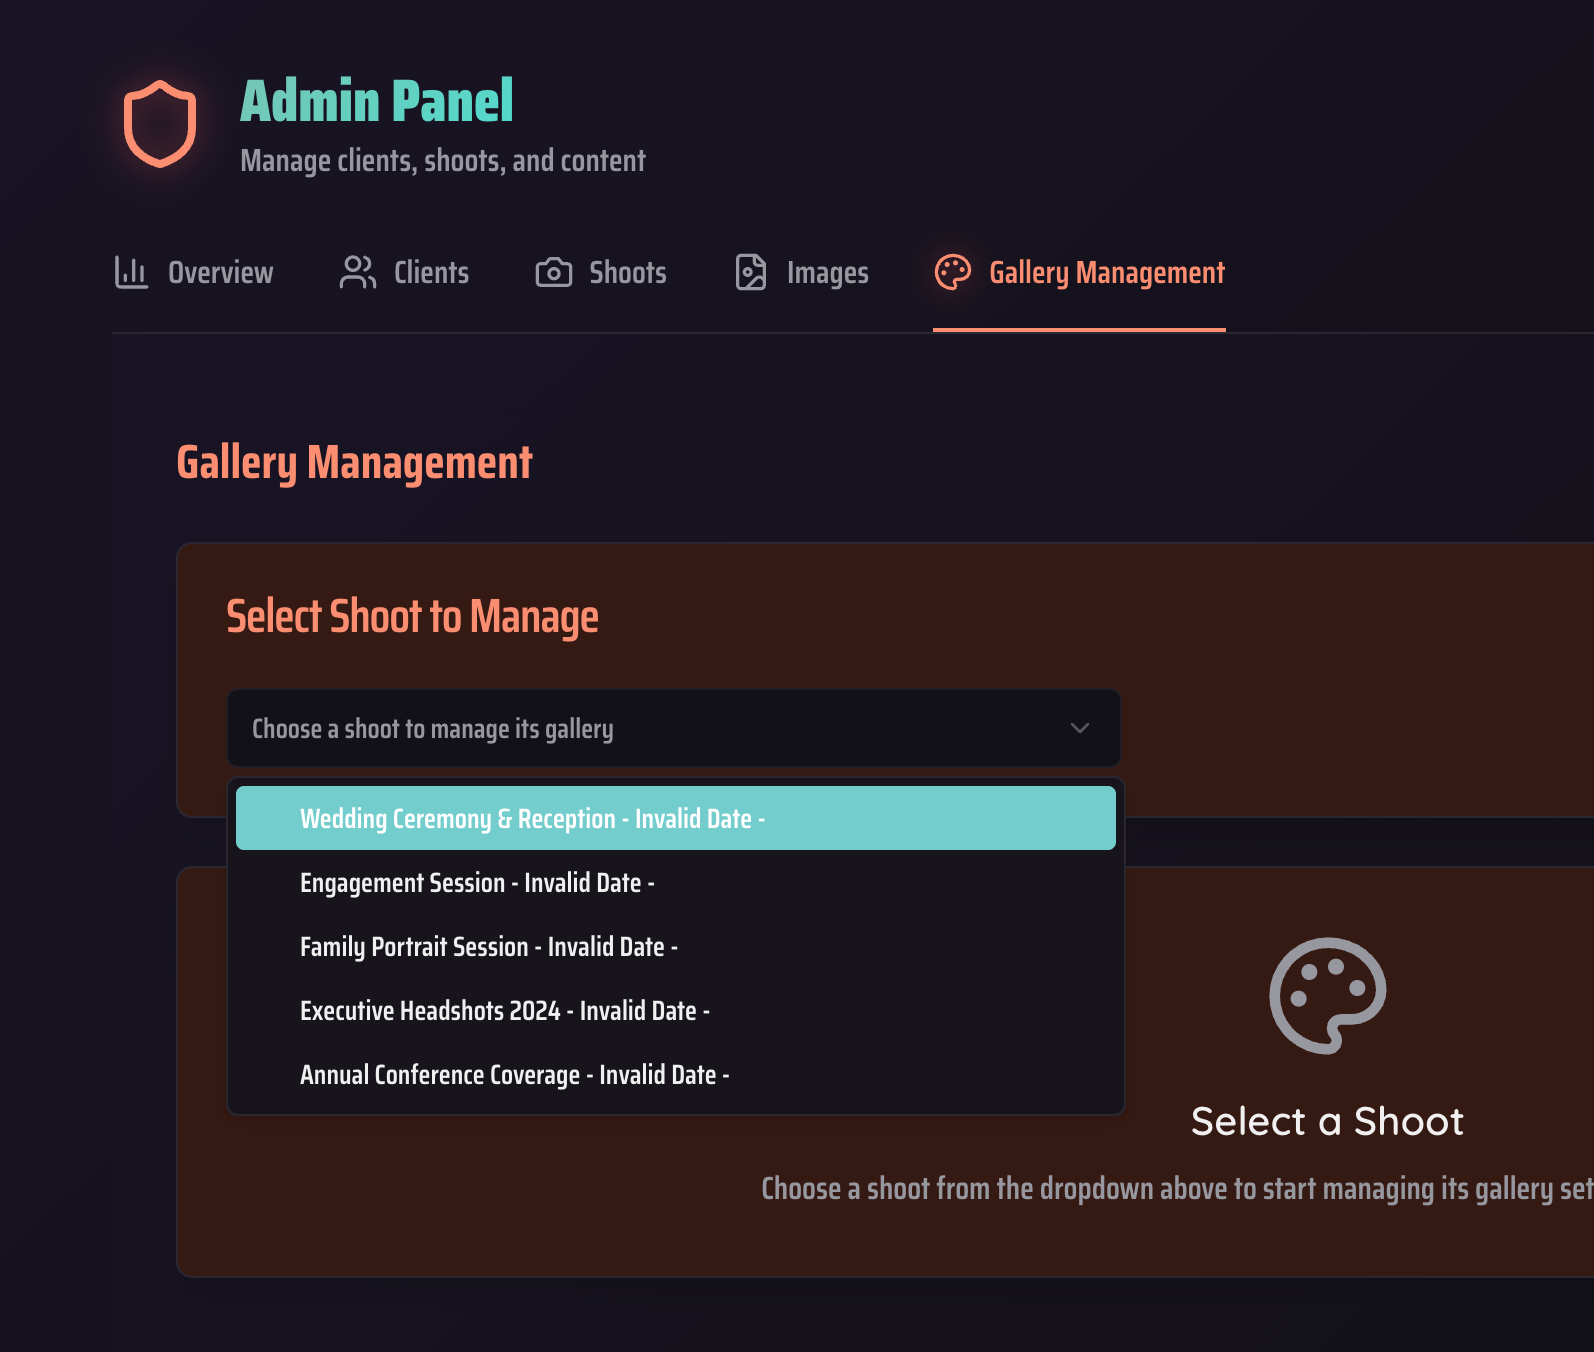 Admin Panel
Manage clients, shoots, and content
Overview
Clients
Shoots
Images
Gallery Management
Gallery Management
Select Shoot to Manage
Choose a shoot to manage its gallery
Wedding Ceremony & Reception - Invalid Date -
Engagement Session - Invalid Date -
Family Portrait Session - Invalid Date -
Executive Headshots 2024 - Invalid Date -
Annual Conference Coverage - Invalid Date -
Select a Shoot
Choose a shoot from the dropdown above to start managing its gallery set